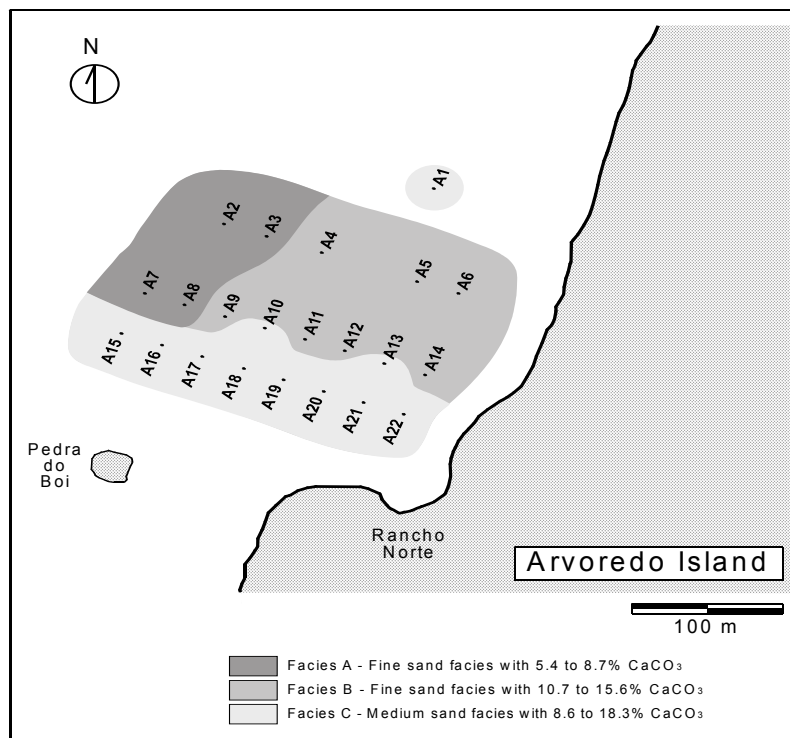 N
A1
A2
A3
A4
A5
A6
A7
A8
A9
A10
A11
A12
A13
A14
A15
A16
A17
A18
A19
A20
A21
A22
Pedra
do
Boi
Rancho
Norte
Arvoredo Island
100 m
Facies A - Fine sand facies with 5.4 to 8.7% CaCO₃
Facies B - Fine sand facies with 10.7 to 15.6% CaCO₃
Facies C - Medium sand facies with 8.6 to 18.3% CaCO₃